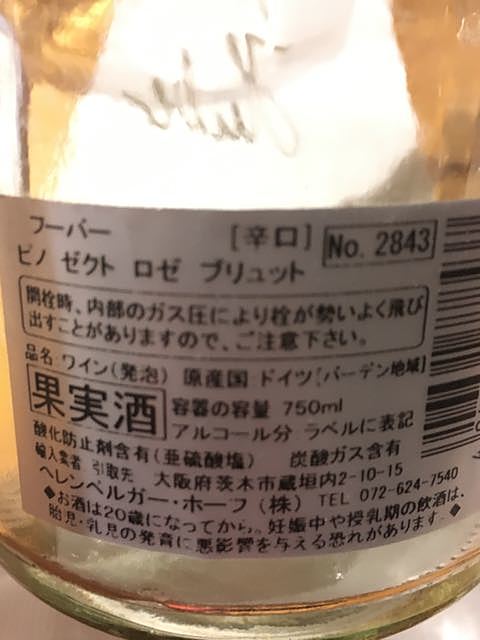 フーバー [辛口] No. 2843
ピノ ゼクト ロゼ ブリュット
開栓時、内部のガス圧により栓が勢いよく飛び
出すことがありますので、ご注意下さい。
品名 ワイン(発泡) 原産国 ドイツ[バーデン地域]
果実酒 容器の容量 750ml
アルコール分 ラベルに表記
酸化防止剤含有(亜硫酸塩) 炭酸ガス含有
輸入業者 引取先 大阪府茨木市蔵垣内2-10-15
ヘレンベルガー・ホーフ(株) TEL 072-624-7540
◆お酒は20歳になってから。妊娠中や授乳期の飲酒は、
胎児・乳児の発育に悪影響を与える恐れがあります。◆